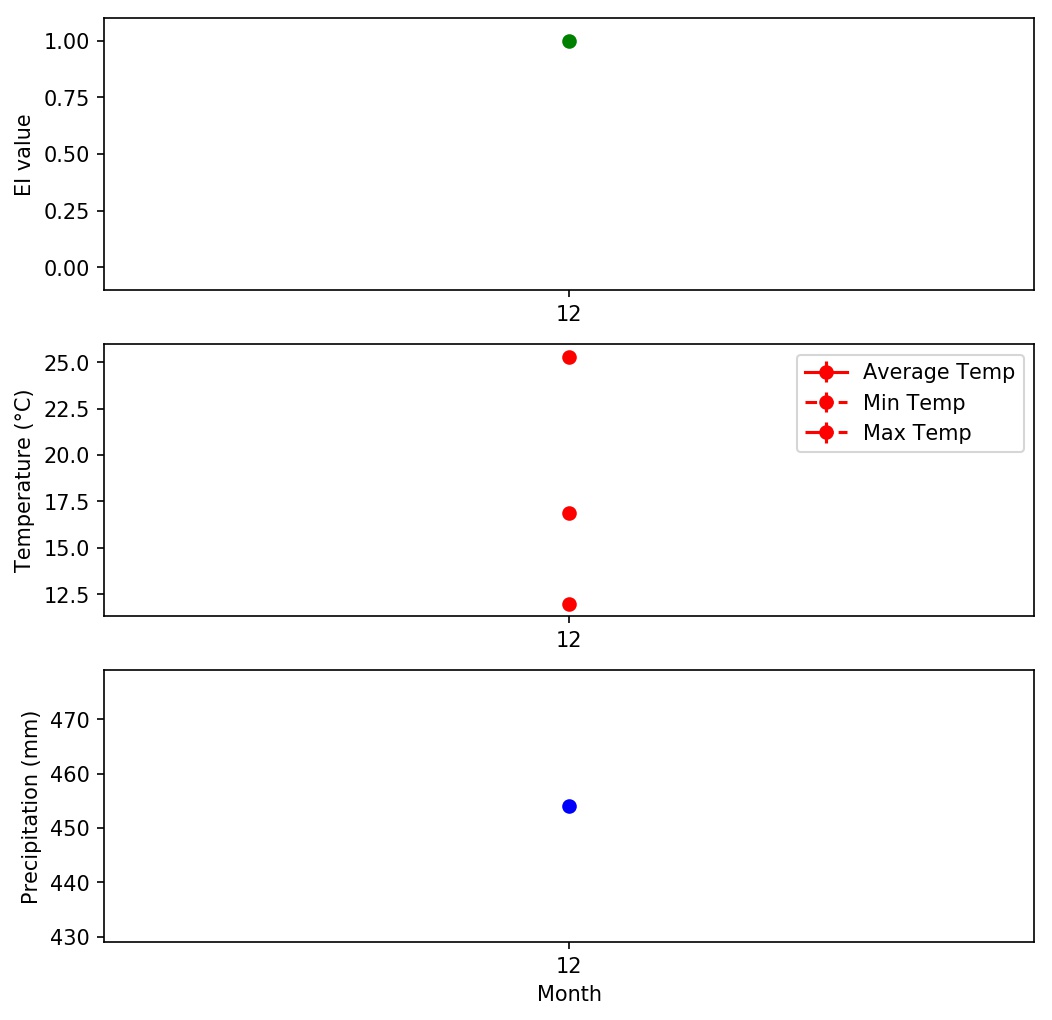 1.00
0.75
0.50
0.25
0.00
EI value
12
25.0
22.5
20.0
17.5
15.0
12.5
Temperature (°C)
Average Temp
Min Temp
Max Temp
12
470
460
450
440
430
Precipitation (mm)
12
Month